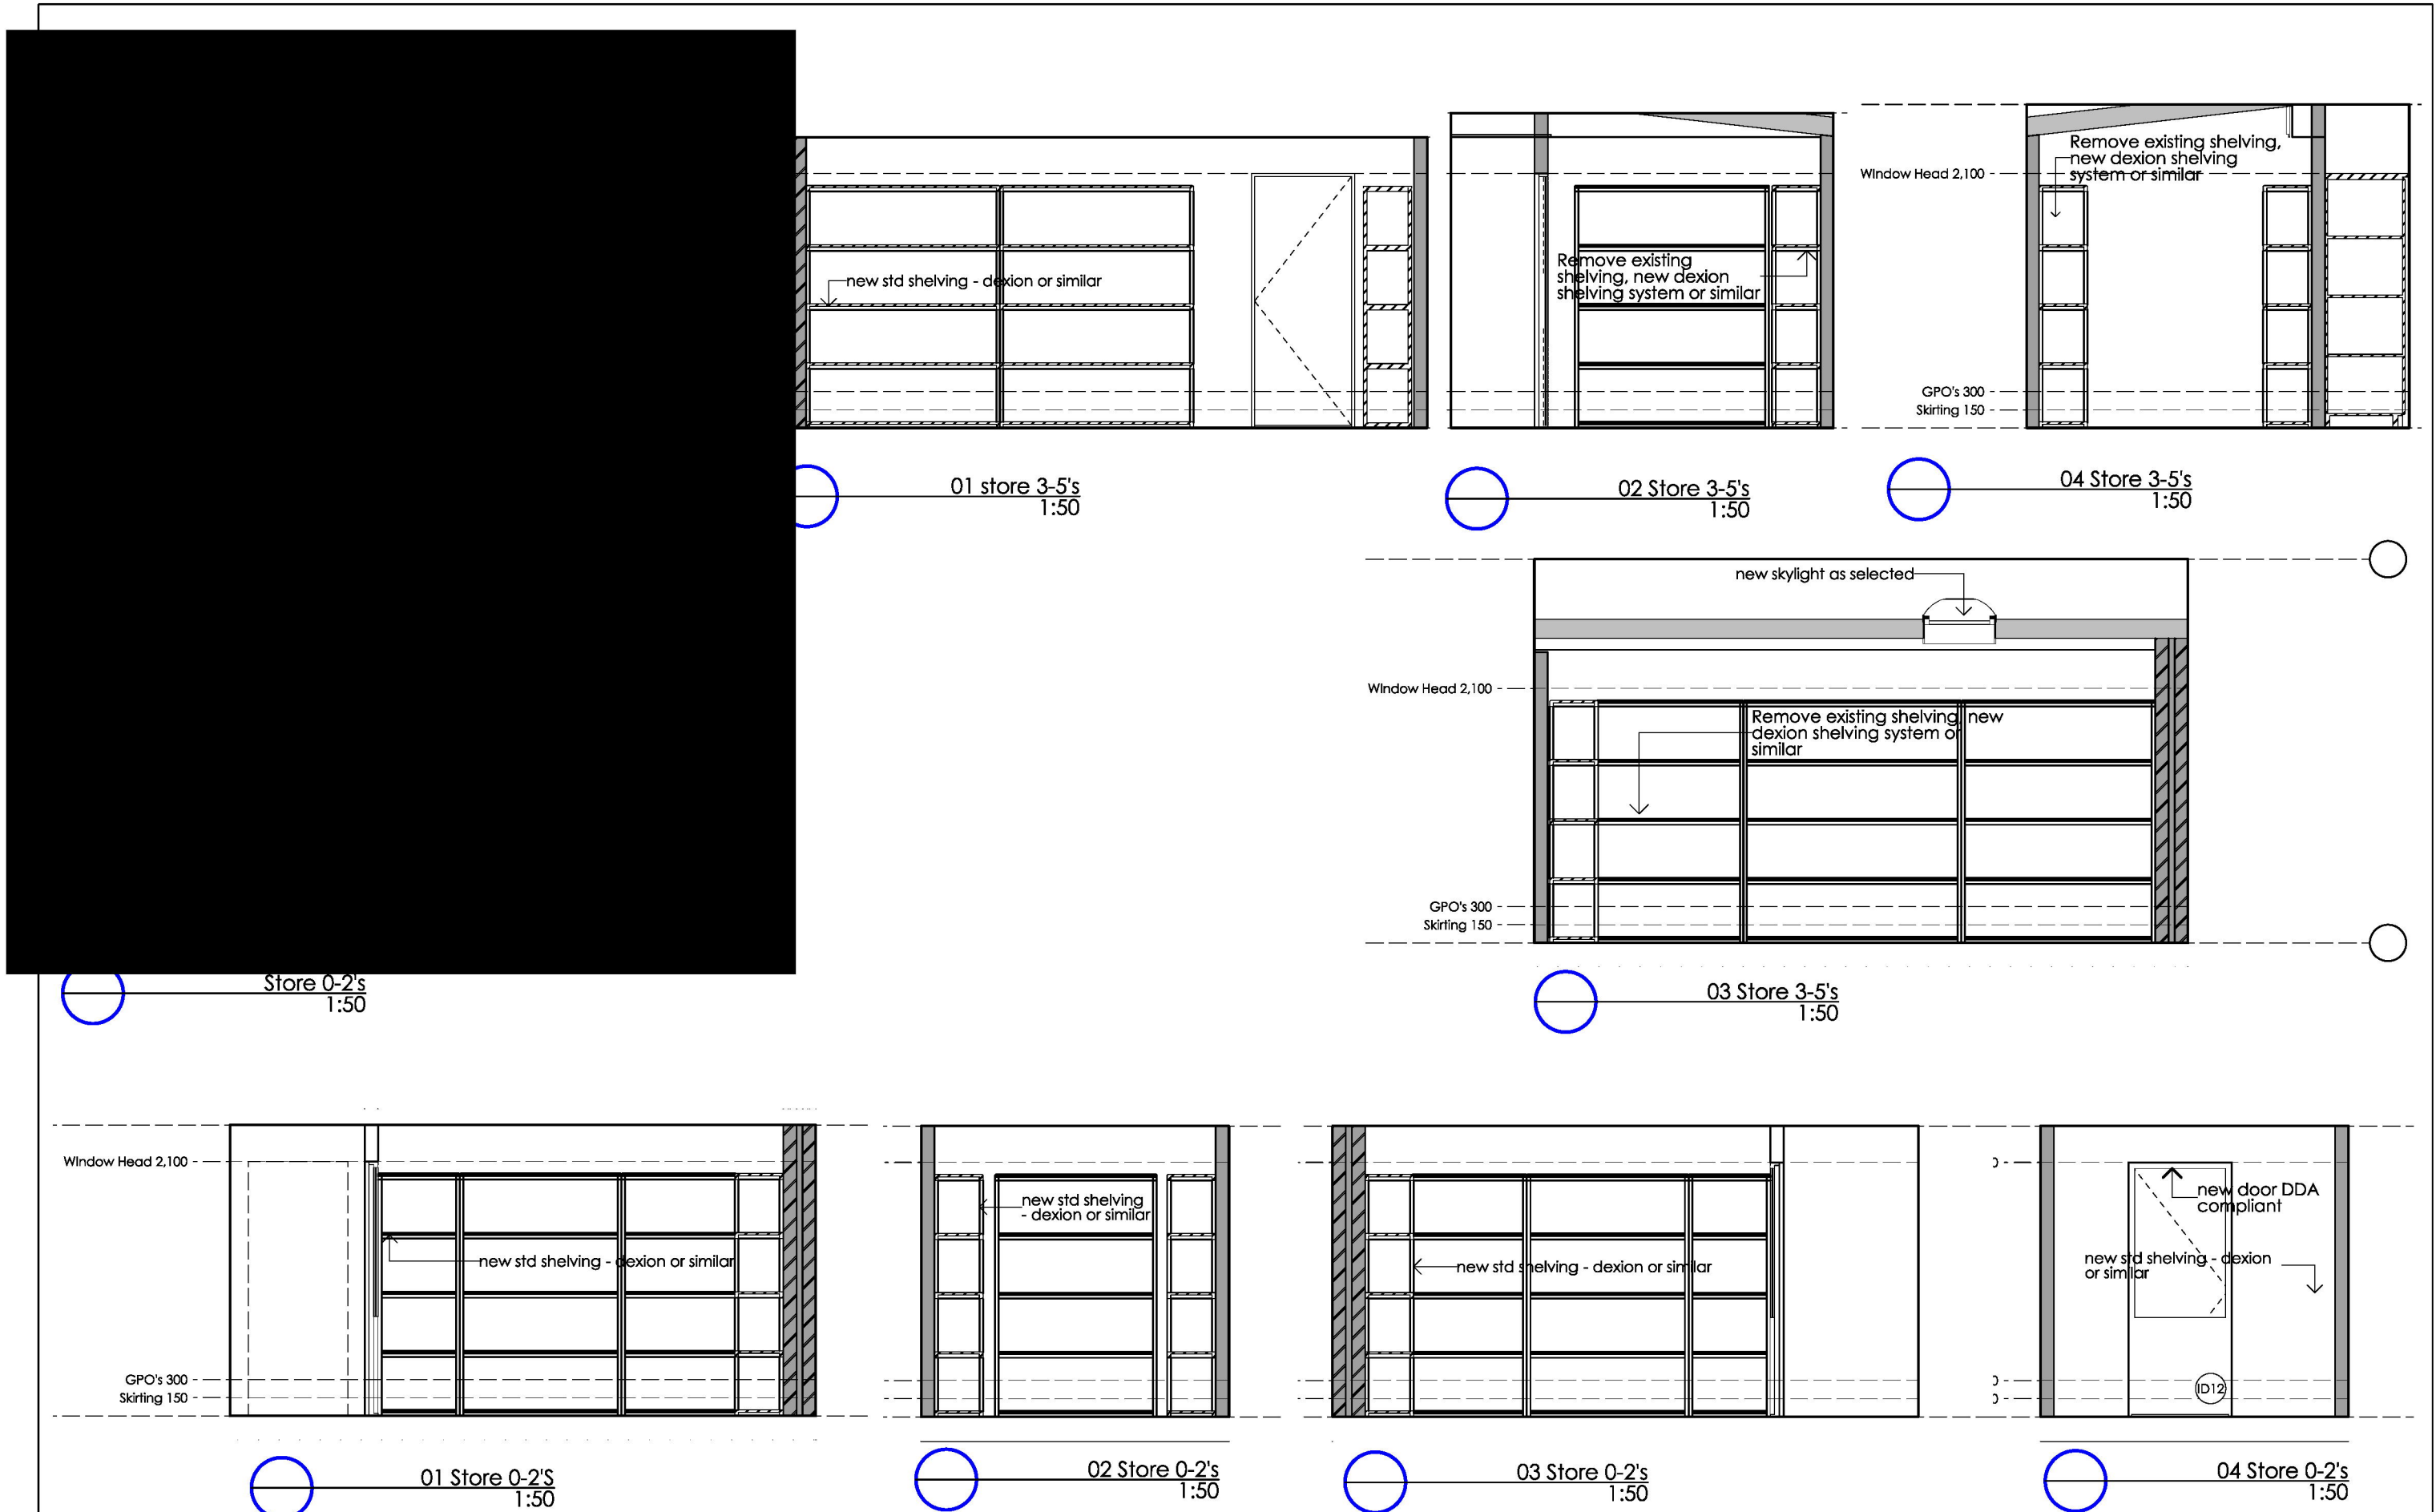 new std shelving - dexion or similar
01 store 3-5's
1:50
Remove existing
shelving, new dexion
shelving system or similar
02 Store 3-5's
1:50
Remove existing shelving,
new dexion shelving
system or similar
Window Head 2,100
GPO's 300
Skirting 150
04 Store 3-5's
1:50
new skylight as selected
Window Head 2,100
Remove existing shelving, new
dexion shelving system or
similar
GPO's 300
Skirting 150
03 Store 3-5's
1:50
Store 0-2's
1:50
Window Head 2,100
new std shelving - dexion or similar
GPO's 300
Skirting 150
01 Store 0-2'S
1:50
new std shelving
- dexion or similar
02 Store 0-2's
1:50
new std shelving - dexion or similar
03 Store 0-2's
1:50
new door DDA
compliant
new std shelving - dexion
or similar
ID12
04 Store 0-2's
1:50